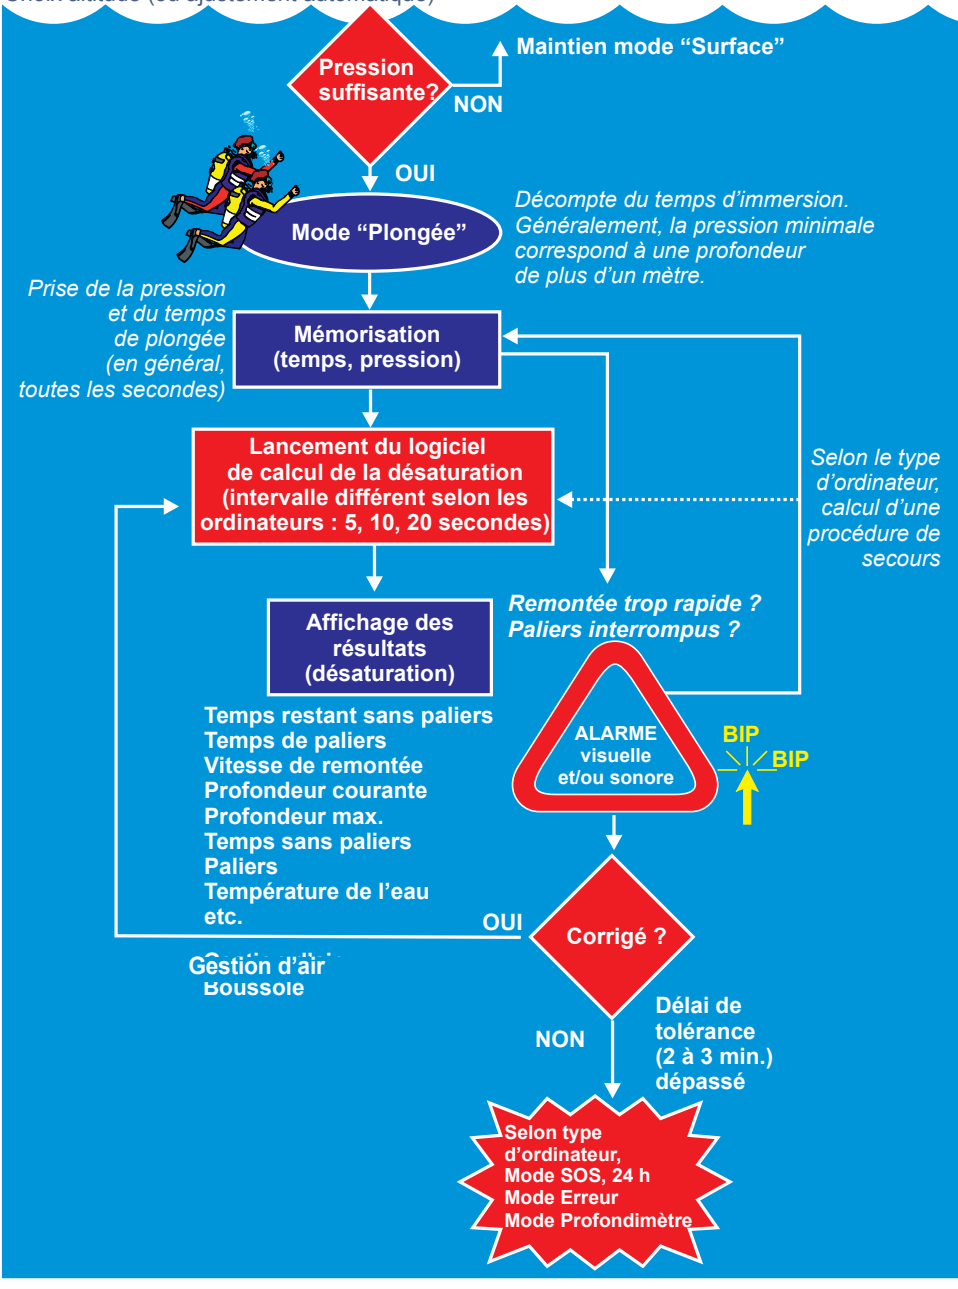 Choix altitude (ou ajustement automatique)
Pression
suffisante?
Maintien mode “Surface”
NON
OUI
Mode “Plongée”
Décompte du temps d’immersion.
Généralement, la pression minimale
correspond à une profondeur
de plus d’un mètre.
Prise de la pression
et du temps
de plongée
(en général,
toutes les secondes)
Mémorisation
(temps, pression)
Lancement du logiciel
de calcul de la désaturation
(intervalle différent selon les
ordinateurs : 5, 10, 20 secondes)
Selon le type
d’ordinateur,
calcul d’une
procédure de
secours
Affichage des
résultats
(désaturation)
Remontée trop rapide ?
Paliers interrompus ?
Temps restant sans paliers
Temps de paliers
Vitesse de remontée
Profondeur courante
Profondeur max.
Temps sans paliers
Paliers
Température de l’eau
etc.
Gestion d’air
Boussole
ALARME
visuelle
et/ou sonore
BIP
BIP
OUI
Corrigé ?
NON
Délai de
tolérance
(2 à 3 min.)
dépassé
Selon type
d’ordinateur,
Mode SOS, 24 h
Mode Erreur
Mode Profondimètre